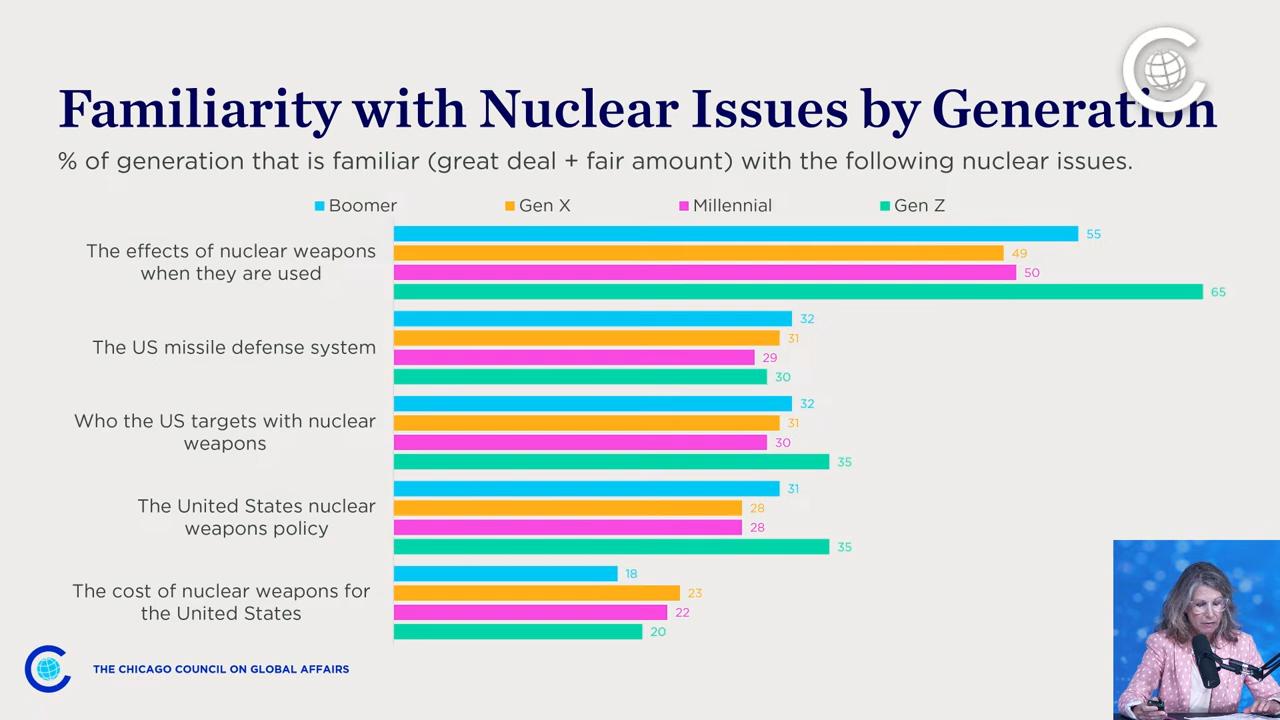 Familiarity with Nuclear Issues by Generation
% of generation that is familiar (great deal + fair amount) with the following nuclear issues.
Boomer Gen X Millennial Gen Z
The effects of nuclear weapons
when they are used
55
49
50
65
The US missile defense system
32
31
29
30
Who the US targets with nuclear
weapons
32
31
30
35
The United States nuclear
weapons policy
31
28
28
35
The cost of nuclear weapons for
the United States
18
23
22
20
THE CHICAGO COUNCIL ON GLOBAL AFFAIRS